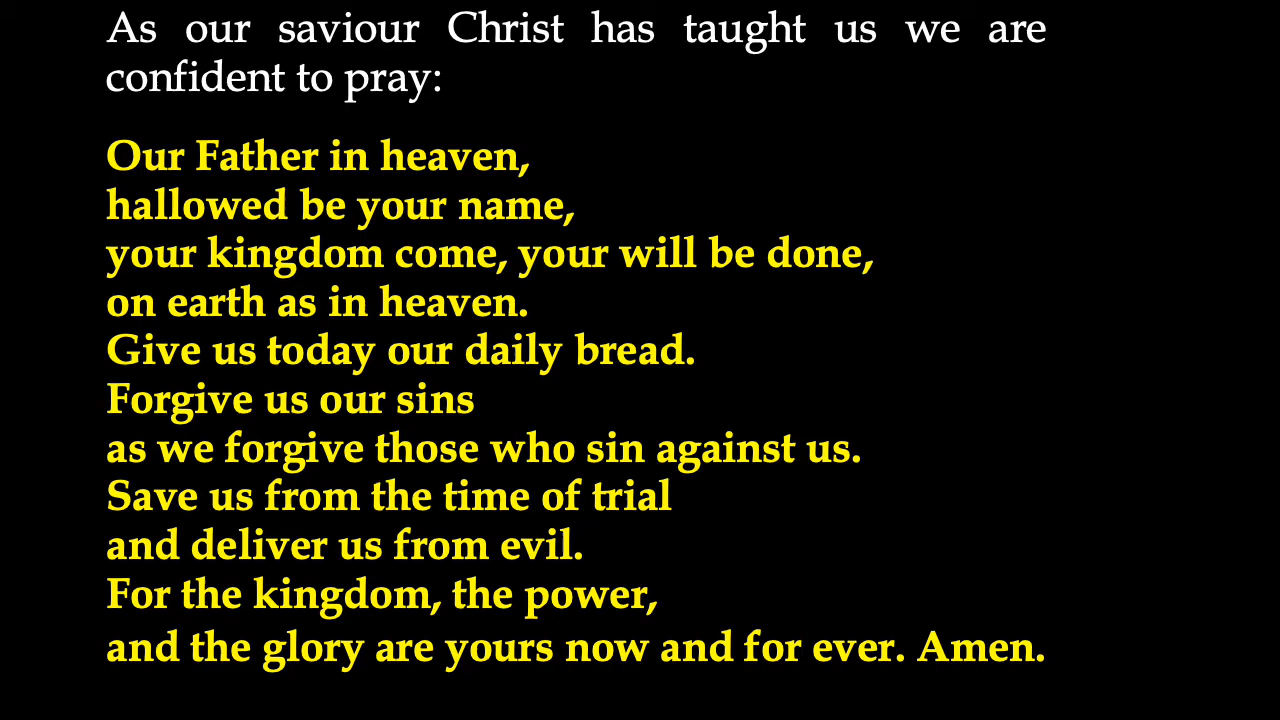 As our saviour Christ has taught us we are
confident to pray:
Our Father in heaven,
hallowed be your name,
your kingdom come, your will be done,
on earth as in heaven.
Give us today our daily bread.
Forgive us our sins
as we forgive those who sin against us.
Save us from the time of trial
and deliver us from evil.
For the kingdom, the power,
and the glory are yours now and for ever. Amen.